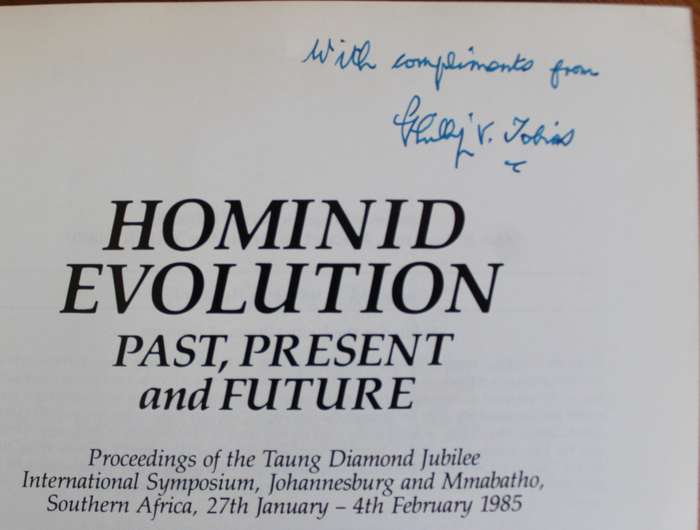 With compliments from
Phillip V. Tobias
HOMINID
EVOLUTION
PAST, PRESENT
and FUTURE
Proceedings of the Taung Diamond Jubilee
International Symposium, Johannesburg and Mmabatho,
Southern Africa, 27th January – 4th February 1985